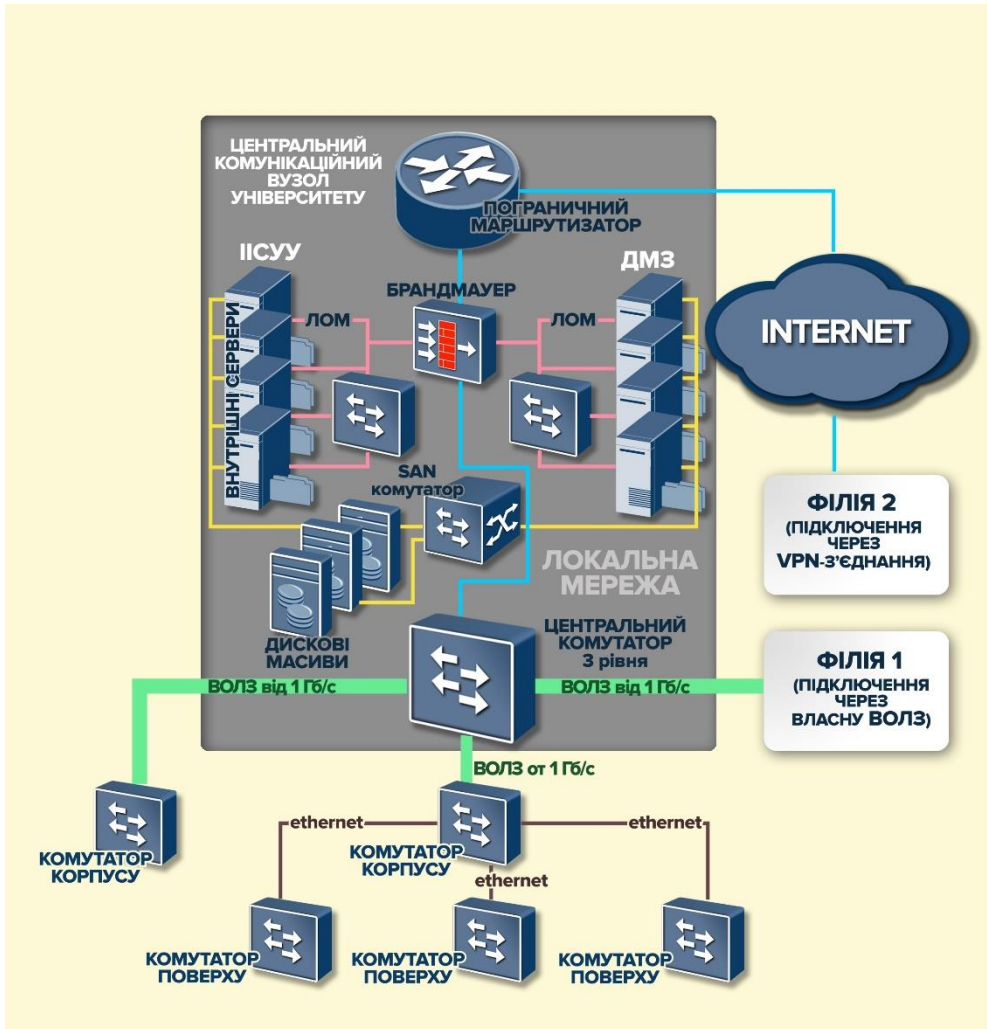 ЦЕНТРАЛЬНИЙ
КОМУНІКАЦІЙНИЙ
ВУЗОЛ
УНІВЕРСИТЕТУ
ПОГРАНИЧНИЙ
МАРШРУТИЗАТОР
ІІСУУ
ДМЗ
БРАНДМАУЕР
ЛОМ
ЛОМ
ВНУТРІШНІ СЕРВЕРИ
INTERNET
SAN
комутатор
ФІЛІЯ 2
(ПІДКЛЮЧЕННЯ
ЧЕРЕЗ
VPN-З’ЄДНАННЯ)
ЛОКАЛЬНА
МЕРЕЖА
ДИСКОВІ
МАСИВИ
ЦЕНТРАЛЬНИЙ
КОМУТАТОР
3 рівня
ФІЛІЯ 1
(ПІДКЛЮЧЕННЯ
ЧЕРЕЗ
ВЛАСНУ ВОЛЗ)
ВОЛЗ від 1 Гб/с
ВОЛЗ від 1 Гб/с
ВОЛЗ от 1 Гб/с
ethernet
ethernet
КОМУТАТОР
КОРПУСУ
КОМУТАТОР
КОРПУСУ
ethernet
КОМУТАТОР
ПОВЕРХУ
КОМУТАТОР
ПОВЕРХУ
КОМУТАТОР
ПОВЕРХУ